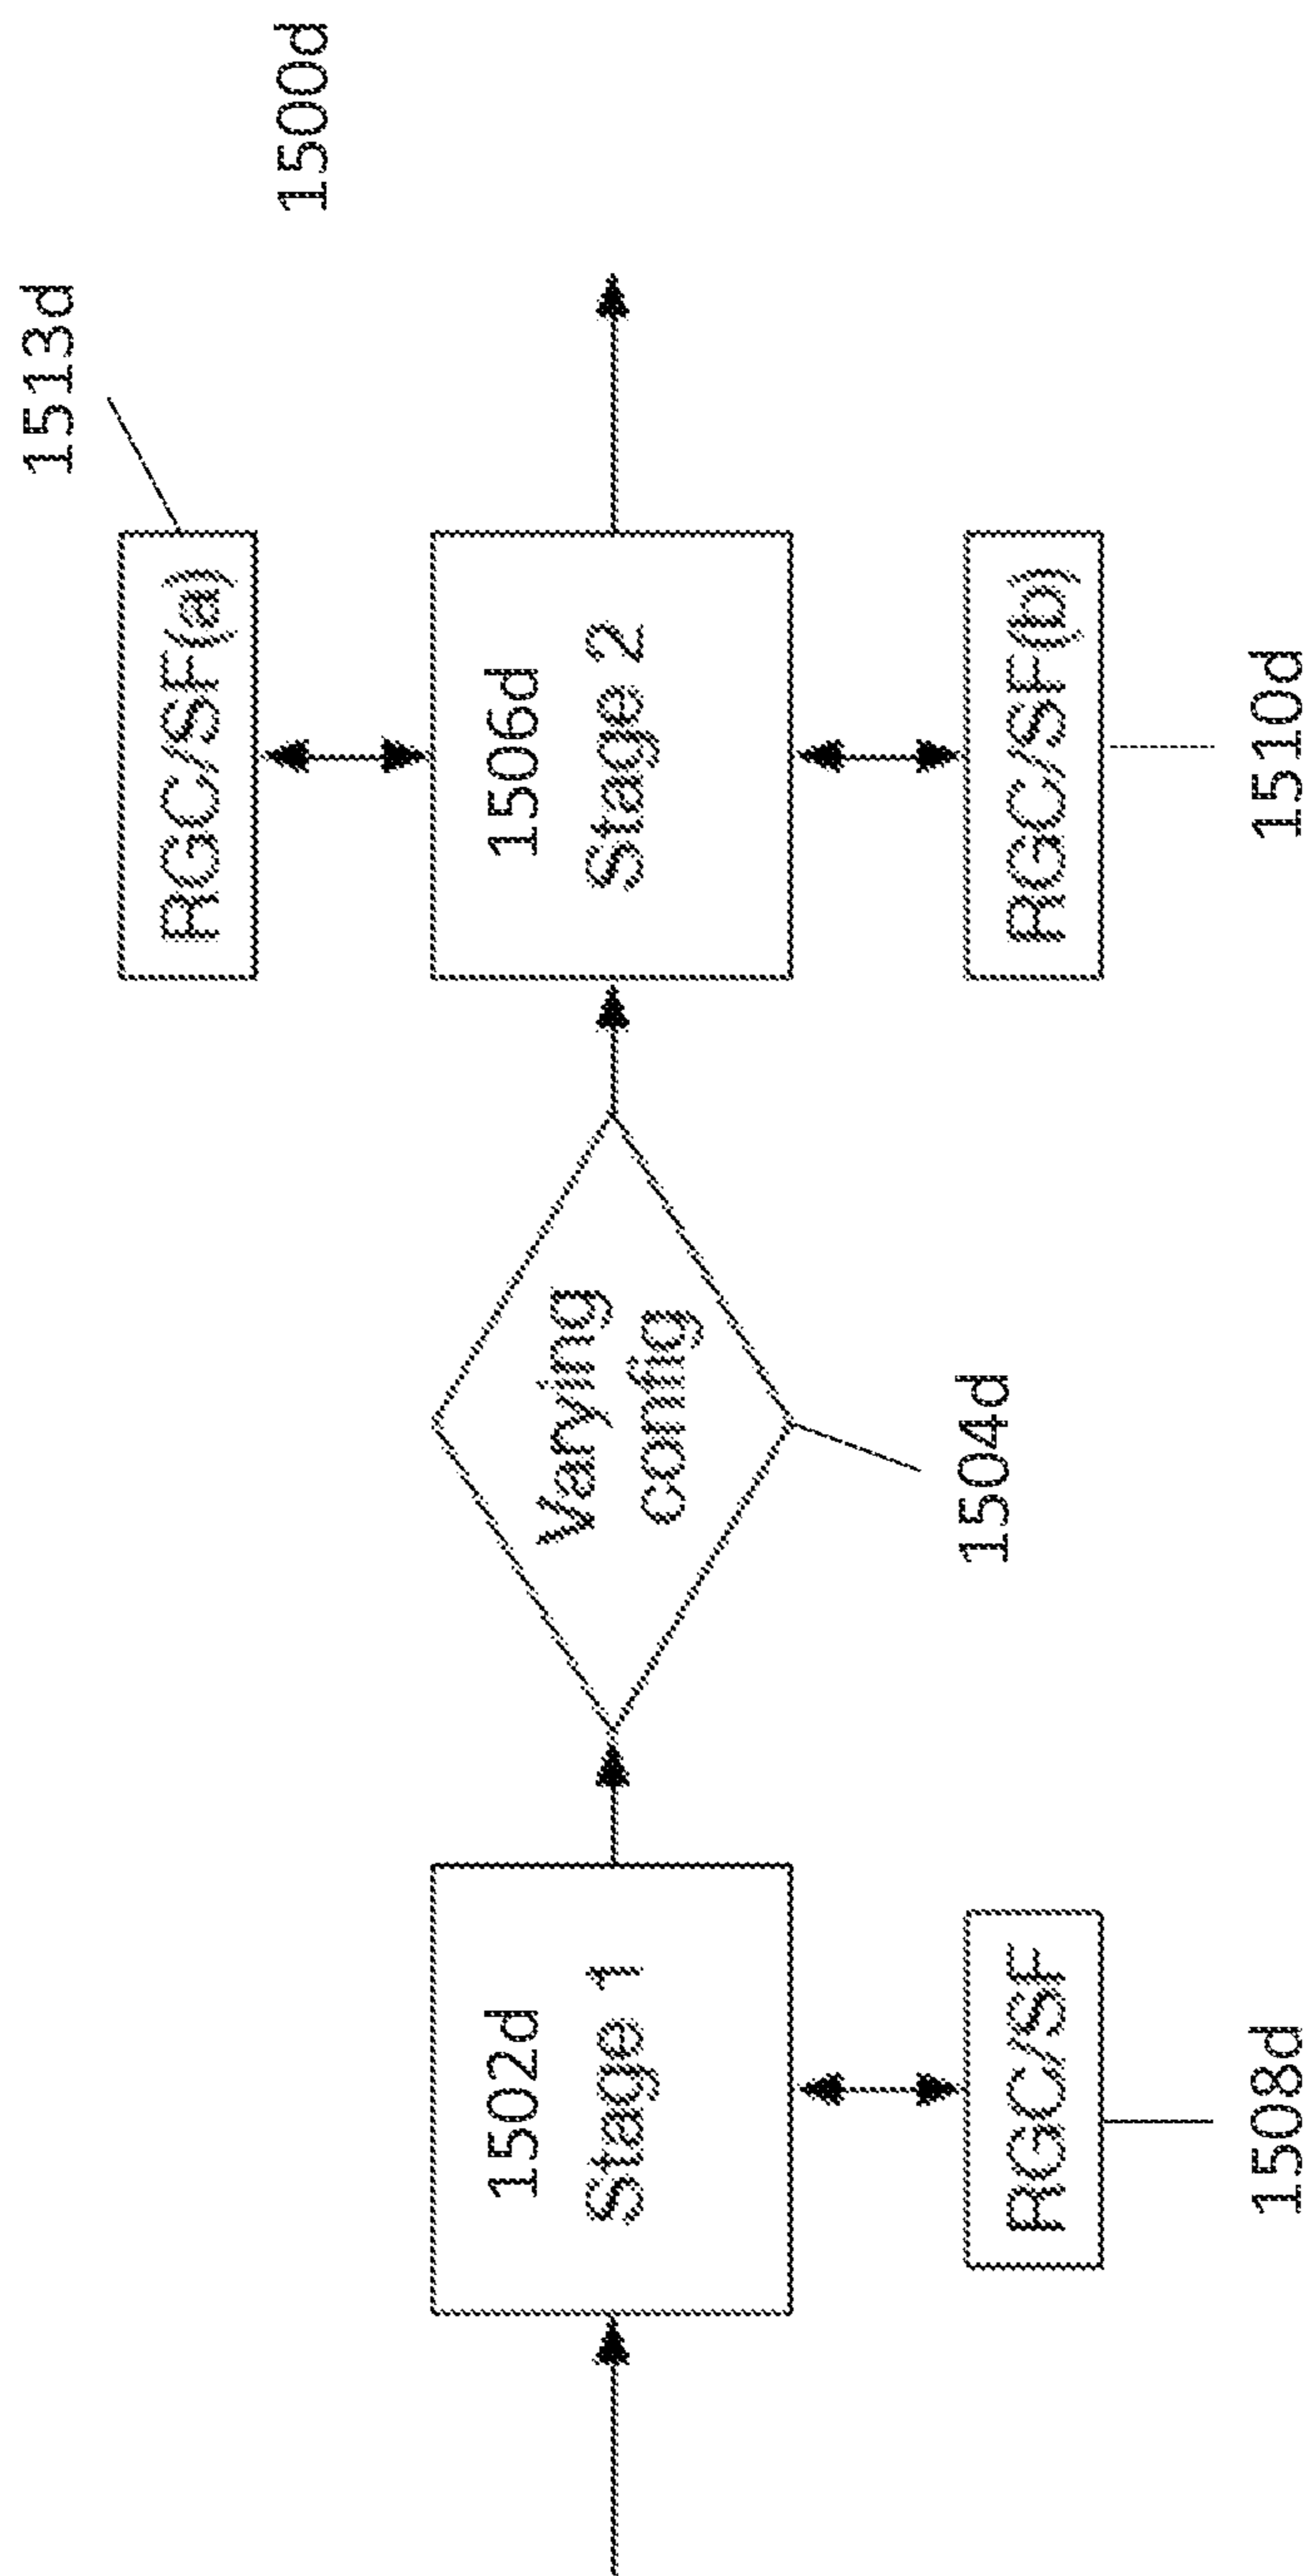 1500d
1513d
RGC/SF(a)
1502d
Stage 1
Varying
config
1506d
Stage 2
1504d
RGC/SF
RGC/SF(b)
1508d
1510d